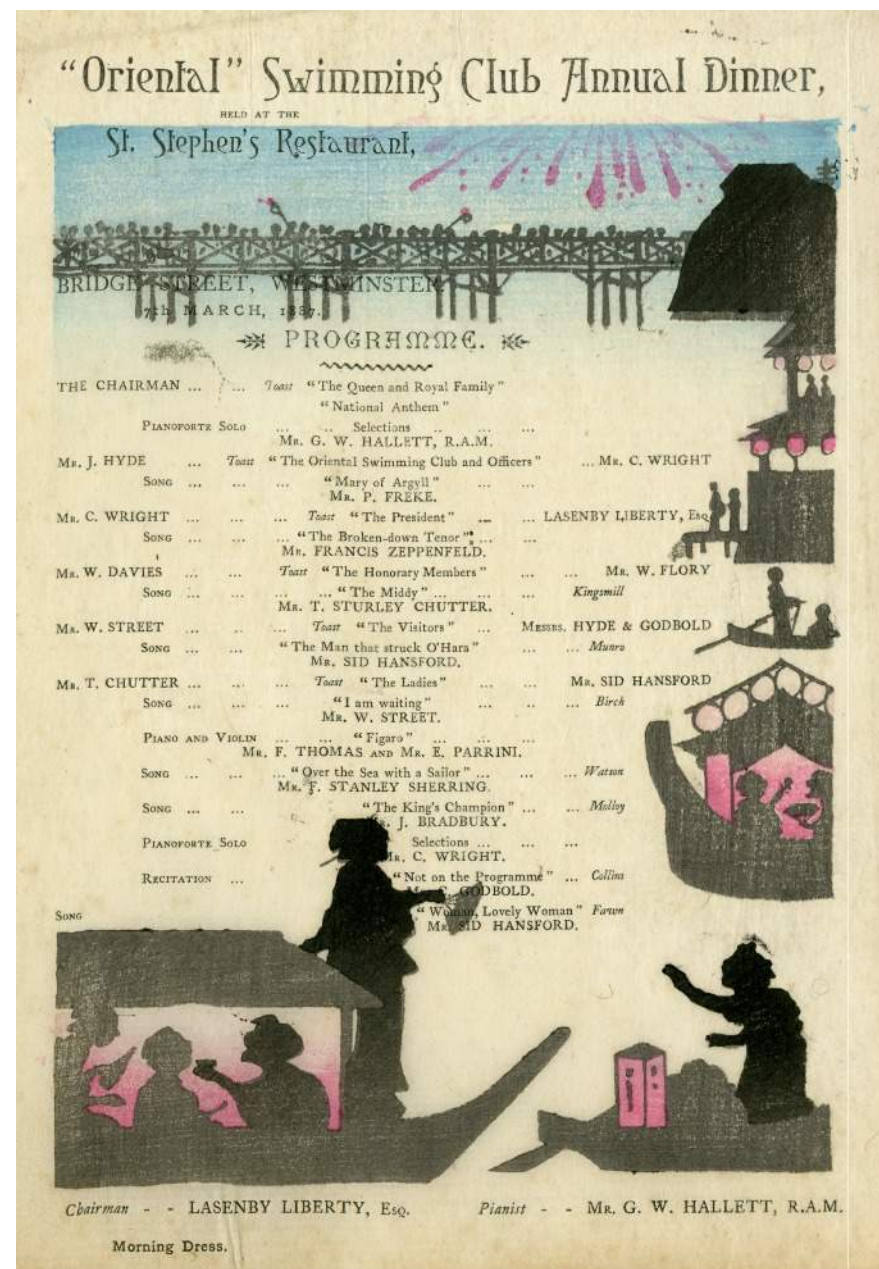 "Oriental" Swimming Club Annual Dinner,
HELD AT THE
St. Stephen's Restaurant,
BRIDGE STREET, WESTMINSTER,
7th MARCH, 1887.
PROGRAMME.
THE CHAIRMAN ... ... Toast "The Queen and Royal Family"
"National Anthem"
PIANOFORTE SOLO ... .. Selections .. ... ...
MR. G. W. HALLETT, R.A.M.
MR. J. HYDE ... Toast "The Oriental Swimming Club and Officers" ... MR. C. WRIGHT
SONG ... ... ... "Mary of Argyll" ... ...
MR. P. FREKE.
MR. C. WRIGHT ... ... ... Toast "The President" ... ... LASENBY LIBERTY, Esq
SONG ... ... ... "The Broken-down Tenor" ... ...
MR. FRANCIS ZEPPENFELD.
MR. W. DAVIES ... ... Toast "The Honorary Members" ... ... MR. W. FLORY
SONG ... ... ... ... "The Middy" ... ... ... Kingsmill
MR. T. STURLEY CHUTTER.
MR. W. STREET ... .. ... Toast "The Visitors" ... MESSRS. HYDE & GODBOLD
SONG ... ... "The Man that struck O'Hara" ... ... Munro
MR. SID HANSFORD.
MR. T. CHUTTER ... ... ... Toast "The Ladies" ... ... MR. SID HANSFORD
SONG ... ... ... "I am waiting" ... .. ... Birch
MR. W. STREET.
PIANO AND VIOLIN ... ... ... "Figaro" ... ... ...
MR. F. THOMAS AND MR. E. PARRINI.
SONG ... ... ... "Over the Sea with a Sailor" ... ... ... Watson
MR. F. STANLEY SHERRING.
SONG ... ... "The King's Champion" ... ... Molloy
MR. J. BRADBURY.
PIANOFORTE SOLO Selections ... ... ...
MR. C. WRIGHT.
RECITATION ... "Not on the Programme" ... Collins
C. GODBOLD.
SONG "Woman, Lovely Woman" Fawn
MR. SID HANSFORD.
Chairman - - LASENBY LIBERTY, ESQ. Pianist - - MR. G. W. HALLETT, R.A.M.
Morning Dress.